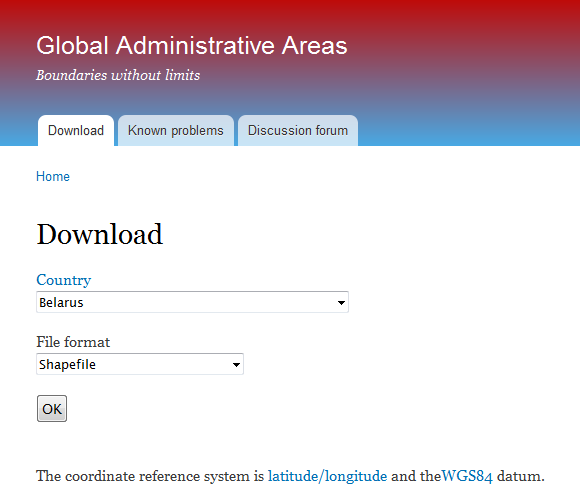 Global Administrative Areas
Boundaries without limits
Download
Known problems
Discussion forum
Home
Download
Country
Belarus
File format
Shapefile
OK
The coordinate reference system is latitude/longitude and theWGS84 datum.